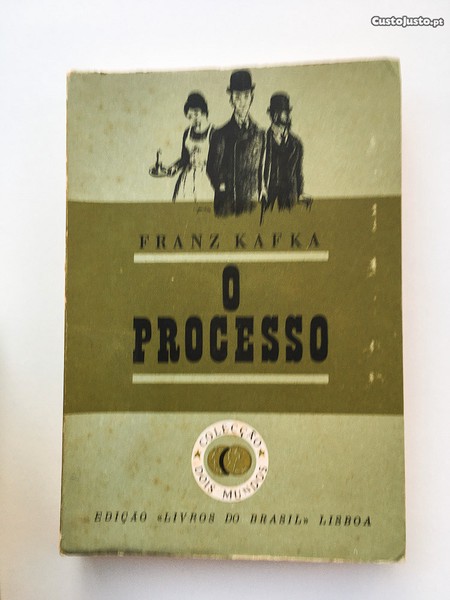 CustoJusto.pt
FRANZ KAFKA
O
PROCESSO
COLECÇÃO
DOIS MUNDOS
EDIÇÃO «LIVROS DO BRASIL» LISBOA